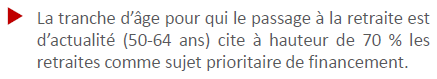 La tranche d’âge pour qui le passage à la retraite est
d’actualité (50-64 ans) cite à hauteur de 70 % les
retraites comme sujet prioritaire de financement.